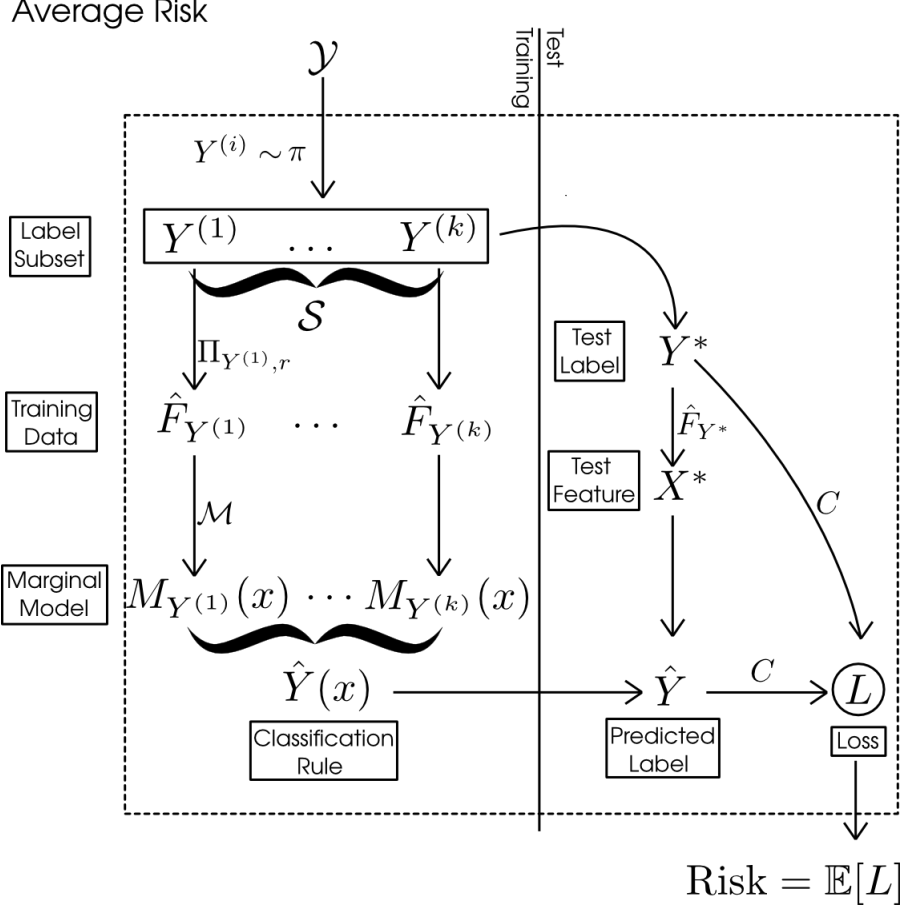 Average Risk
𝒴
Test
Training
Y^{(i)} ∼ π
Label
Subset
Y^{(1)} … Y^{(k)}
𝒮
Π_{Y^{(1)},r}
Test
Label
Y*
Training
Data
F̂_{Y^{(1)}} … F̂_{Y^{(k)}}
F̂_{Y*}
Test
Feature
X*
C
ℳ
Marginal
Model
M_{Y^{(1)}}(x) ⋯ M_{Y^{(k)}}(x)
Ŷ(x)
Ŷ
C
L
Classification
Rule
Predicted
Label
Loss
Risk = 𝔼[L]